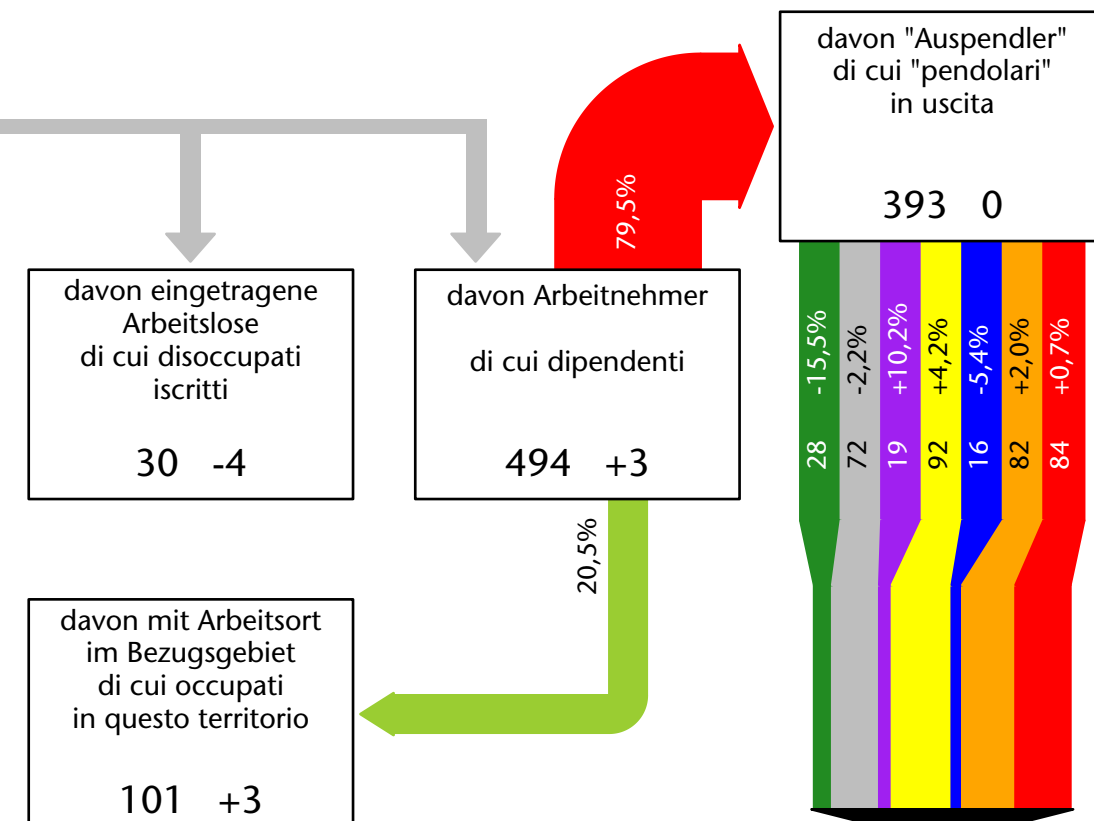 davon "Auspendler"
di cui "pendolari"
in uscita
393 0
79,5%
davon eingetragene
Arbeitslose
di cui disoccupati
iscritti
30 -4
davon Arbeitnehmer
di cui dipendenti
494 +3
28 -15,5%
72 -2,2%
19 +10,2%
92 +4,2%
16 -5,4%
82 +2,0%
84 +0,7%
20,5%
davon mit Arbeitsort
im Bezugsgebiet
di cui occupati
in questo territorio
101 +3